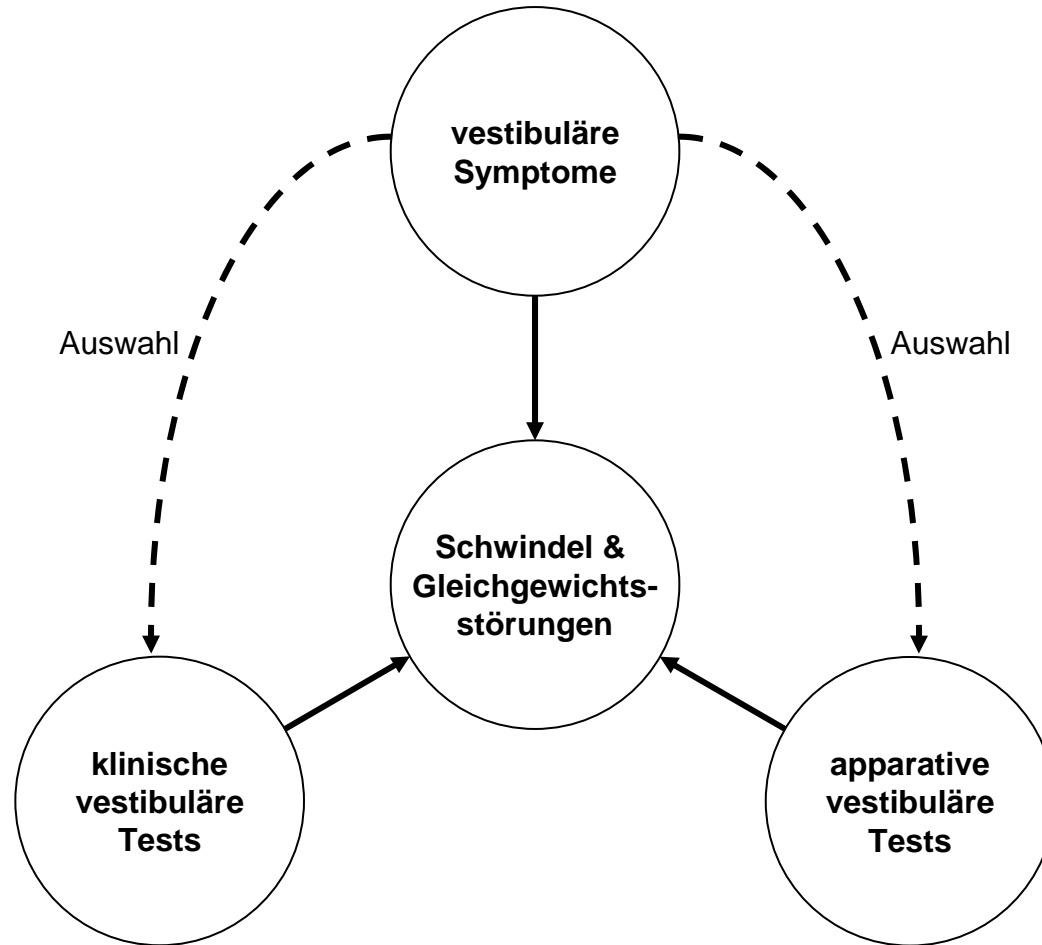 vestibuläre
Symptome
Auswahl
Auswahl
Schwindel &
Gleichgewichts-
störungen
klinische
vestibuläre
Tests
apparative
vestibuläre
Tests